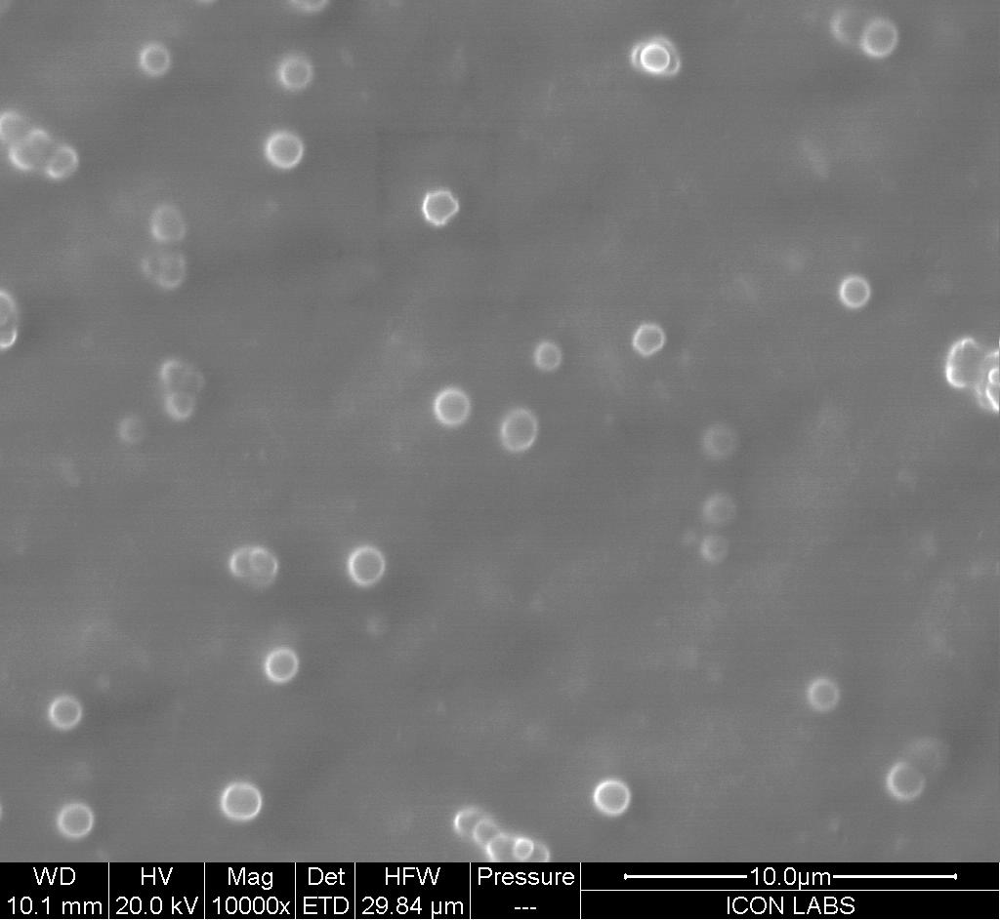 WD HV Mag Det HFW Pressure 10.0µm
10.1 mm 20.0 kV 10000x ETD 29.84 µm --- ICON LABS